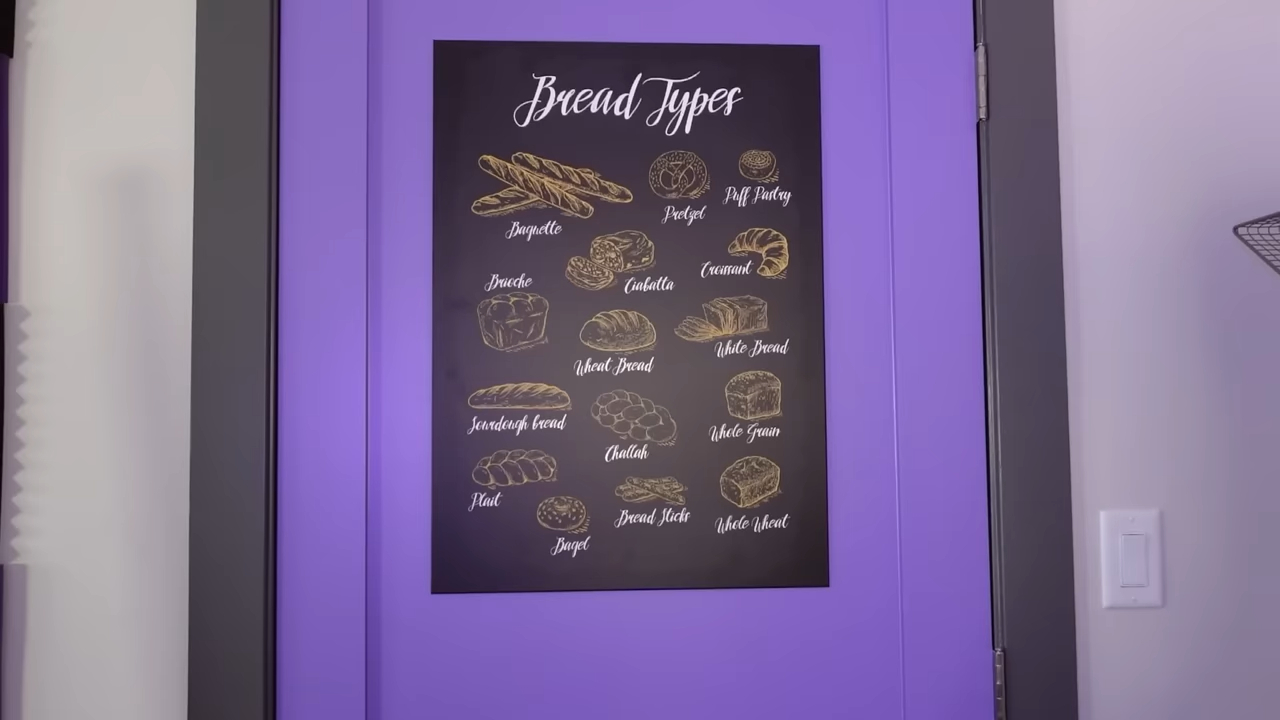 Bread Types
Baguette
Pretzel
Puff Pastry
Brioche
Ciabatta
Croissant
Wheat Bread
White Bread
Sourdough bread
Challah
Whole Grain
Plait
Bagel
Bread Sticks
Whole Wheat